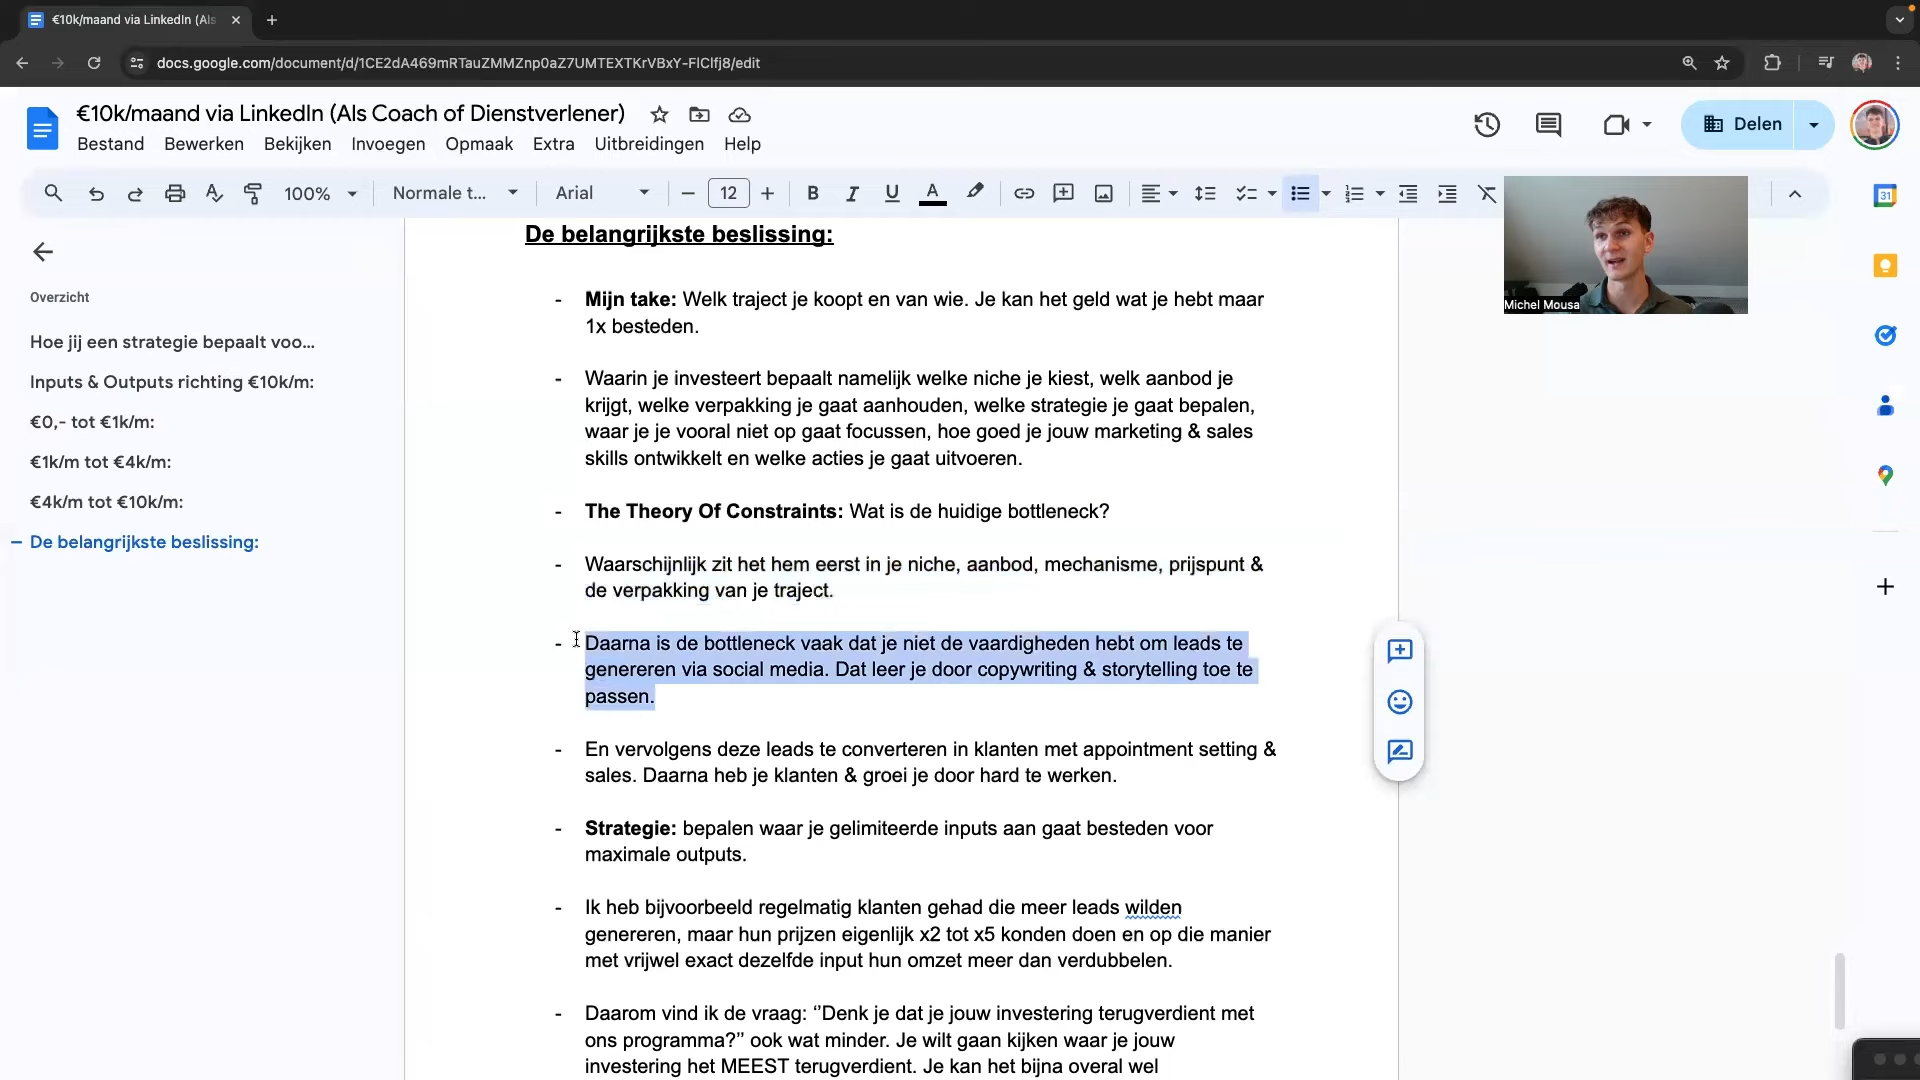 €10k/maand via LinkedIn (Als
docs.google.com/document/d/1CE2dA469mRTauZMMZnp0aZ7UMTEXTKrVBxY-FlClfj8/edit
€10k/maand via LinkedIn (Als Coach of Dienstverlener)
Delen
Bestand Bewerken Bekijken Invoegen Opmaak Extra Uitbreidingen Help
100% Normale t... Arial 12
B I U A
31
Michel Mousa
Overzicht
Hoe jij een strategie bepaalt voo...
Inputs & Outputs richting €10k/m:
€0,- tot €1k/m:
€1k/m tot €4k/m:
€4k/m tot €10k/m:
De belangrijkste beslissing:
De belangrijkste beslissing:
- Mijn take: Welk traject je koopt en van wie. Je kan het geld wat je hebt maar
1x besteden.
- Waarin je investeert bepaalt namelijk welke niche je kiest, welk aanbod je
krijgt, welke verpakking je gaat aanhouden, welke strategie je gaat bepalen,
waar je je vooral niet op gaat focussen, hoe goed je jouw marketing & sales
skills ontwikkelt en welke acties je gaat uitvoeren.
- The Theory Of Constraints: Wat is de huidige bottleneck?
- Waarschijnlijk zit het hem eerst in je niche, aanbod, mechanisme, prijspunt &
de verpakking van je traject.
- Daarna is de bottleneck vaak dat je niet de vaardigheden hebt om leads te
genereren via social media. Dat leer je door copywriting & storytelling toe te
passen.
- En vervolgens deze leads te converteren in klanten met appointment setting &
sales. Daarna heb je klanten & groei je door hard te werken.
- Strategie: bepalen waar je gelimiteerde inputs aan gaat besteden voor
maximale outputs.
- Ik heb bijvoorbeeld regelmatig klanten gehad die meer leads wilden
genereren, maar hun prijzen eigenlijk x2 tot x5 konden doen en op die manier
met vrijwel exact dezelfde input hun omzet meer dan verdubbelen.
- Daarom vind ik de vraag: ‘’Denk je dat je jouw investering terugverdient met
ons programma?’’ ook wat minder. Je wilt gaan kijken waar je jouw
investering het MEEST terugverdient. Je kan het bijna overal wel